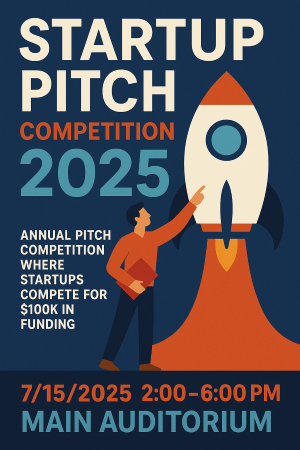 STARTUP
PITCH
COMPETITION
2025
ANNUAL PITCH
COMPETITION
WHERE
STARTUPS
COMPETE FOR
$100K IN
FUNDING
7/15/2025 2:00–6:00 PM
MAIN AUDITORIUM